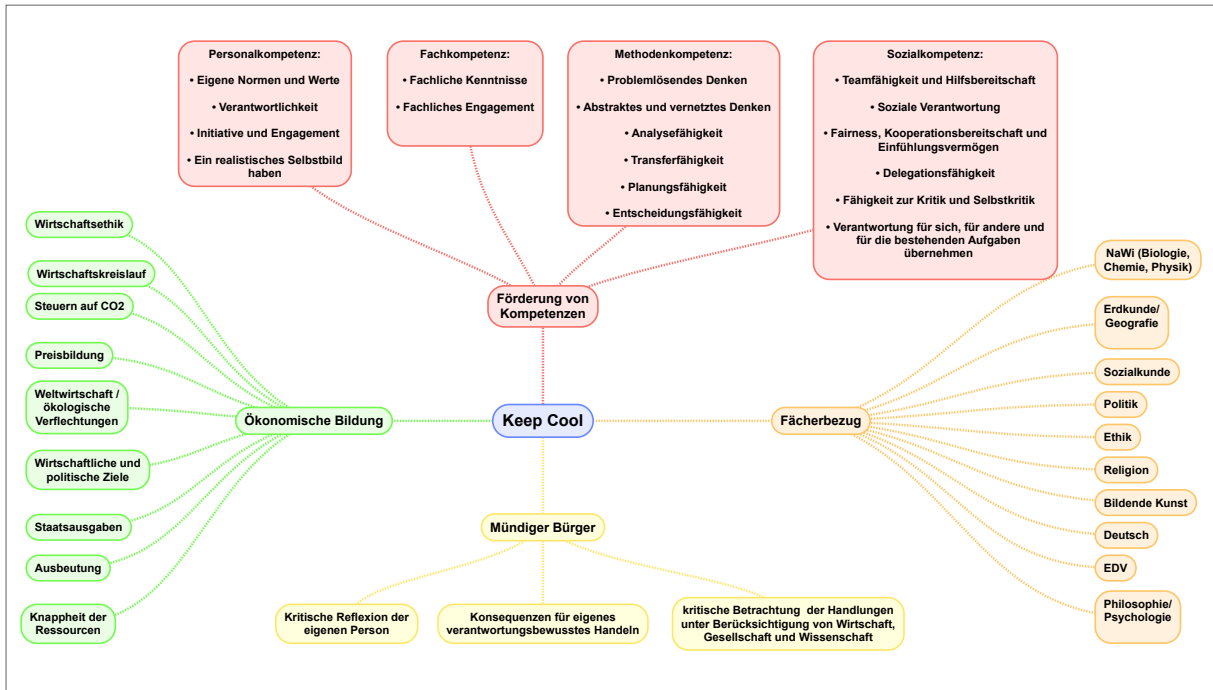 Personalkompetenz:
• Eigene Normen und Werte
• Verantwortlichkeit
• Initiative und Engagement
• Ein realistisches Selbstbild
haben
Fachkompetenz:
• Fachliche Kenntnisse
• Fachliches Engagement
Methodenkompetenz:
• Problemlösendes Denken
• Abstraktes und vernetztes Denken
• Analysefähigkeit
• Transferfähigkeit
• Planungsfähigkeit
• Entscheidungsfähigkeit
Sozialkompetenz:
• Teamfähigkeit und Hilfsbereitschaft
• Soziale Verantwortung
• Fairness, Kooperationsbereitschaft und
Einfühlungsvermögen
• Delegationsfähigkeit
• Fähigkeit zur Kritik und Selbstkritik
• Verantwortung für sich, für andere und
für die bestehenden Aufgaben
übernehmen
Förderung von
Kompetenzen
Wirtschaftsethik
Wirtschaftskreislauf
Steuern auf CO2
Preisbildung
Weltwirtschaft /
ökologische
Verflechtungen
Wirtschaftliche und
politische Ziele
Staatsausgaben
Ausbeutung
Knappheit der
Ressourcen
Ökonomische Bildung
Keep Cool
Fächerbezug
NaWi (Biologie,
Chemie, Physik)
Erdkunde/
Geografie
Sozialkunde
Politik
Ethik
Religion
Bildende Kunst
Deutsch
EDV
Philosophie/
Psychologie
Mündiger Bürger
Kritische Reflexion der
eigenen Person
Konsequenzen für eigenes
verantwortungsbewusstes Handeln
kritische Betrachtung der Handlungen
unter Berücksichtigung von Wirtschaft,
Gesellschaft und Wissenschaft